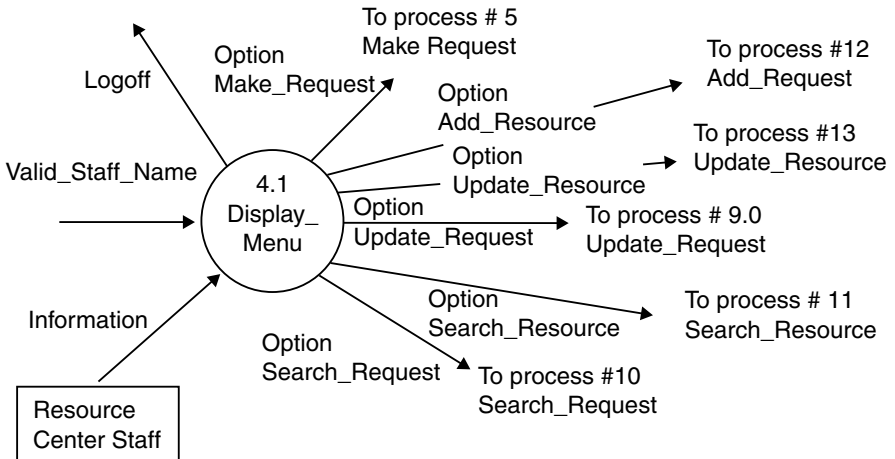 To process # 5
Make Request
Option
Make_Request
Logoff
To process #12
Add_Request
Option
Add_Resource
To process #13
Update_Resource
Option
Update_Resource
Valid_Staff_Name
4.1
Display_
Menu
Option
Update_Request
To process # 9.0
Update_Request
Information
Option
Search_Resource
To process # 11
Search_Resource
Option
Search_Request
To process #10
Search_Request
Resource
Center Staff